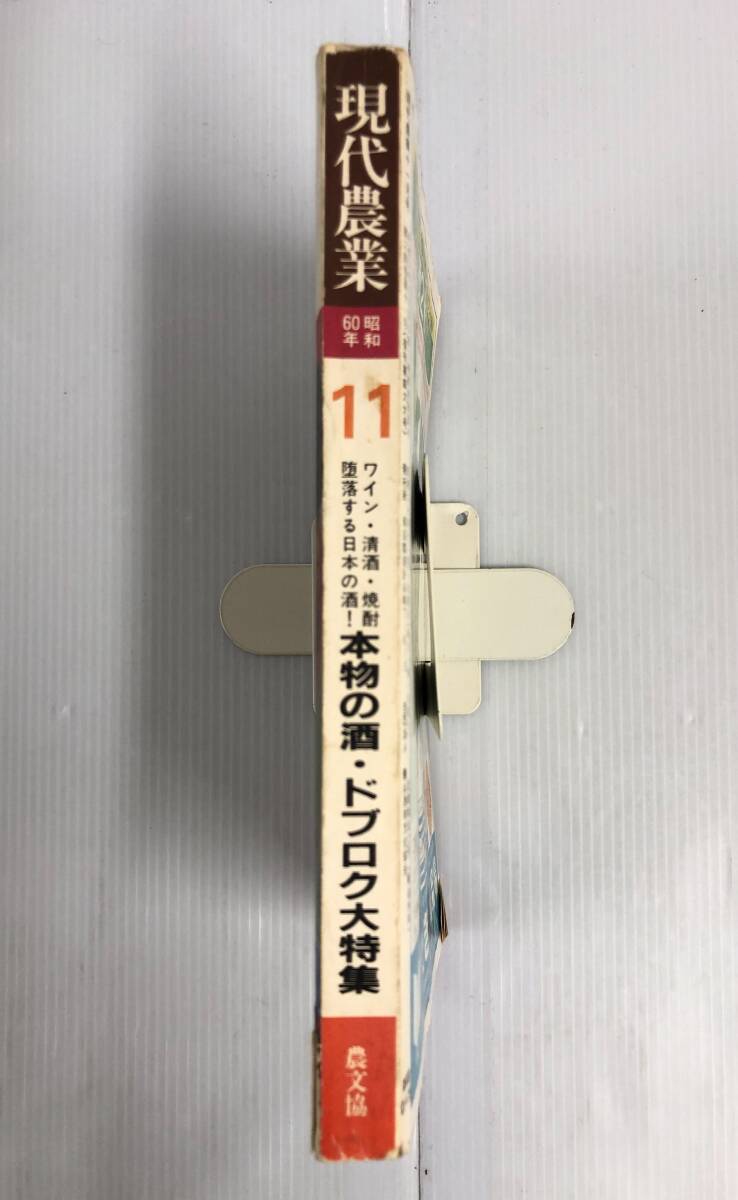 現代農業
昭和
60年
11
ワイン・清酒・焼酎
堕落する日本の酒!
本物の酒・ドブロク大特集
農文協